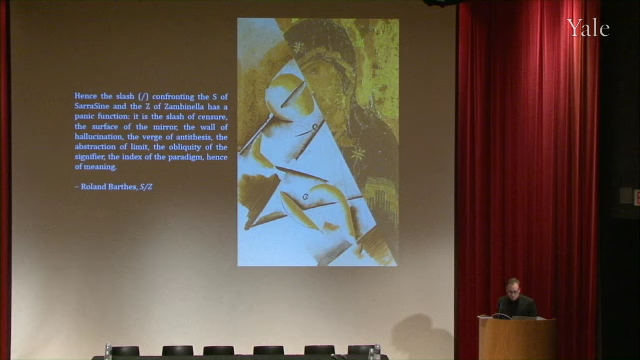 Yale
Hence the slash (/) confronting the S of
SarraSine and the Z of Zambinella has a
panic function: it is the slash of censure,
the surface of the mirror, the wall of
hallucination, the verge of antithesis, the
abstraction of limit, the obliquity of the
signifier, the index of the paradigm, hence
of meaning.
– Roland Barthes, S/Z